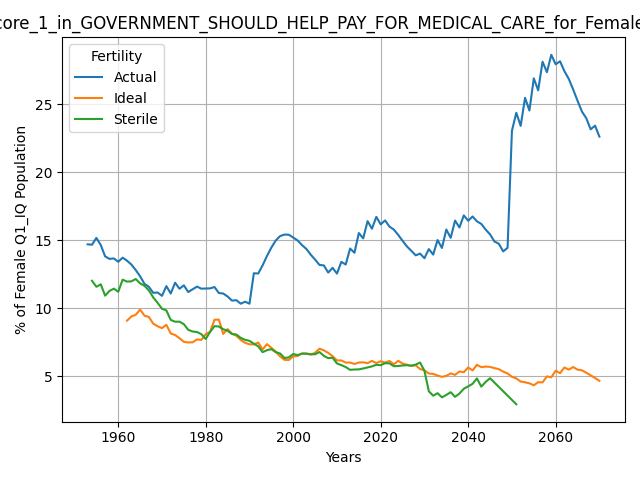 core_1_in_GOVERNMENT_SHOULD_HELP_PAY_FOR_MEDICAL_CARE_for_Female
Fertility
Actual
Ideal
Sterile
% of Female Q1_IQ Population
25
20
15
10
5
1960 1980 2000 2020 2040 2060
Years